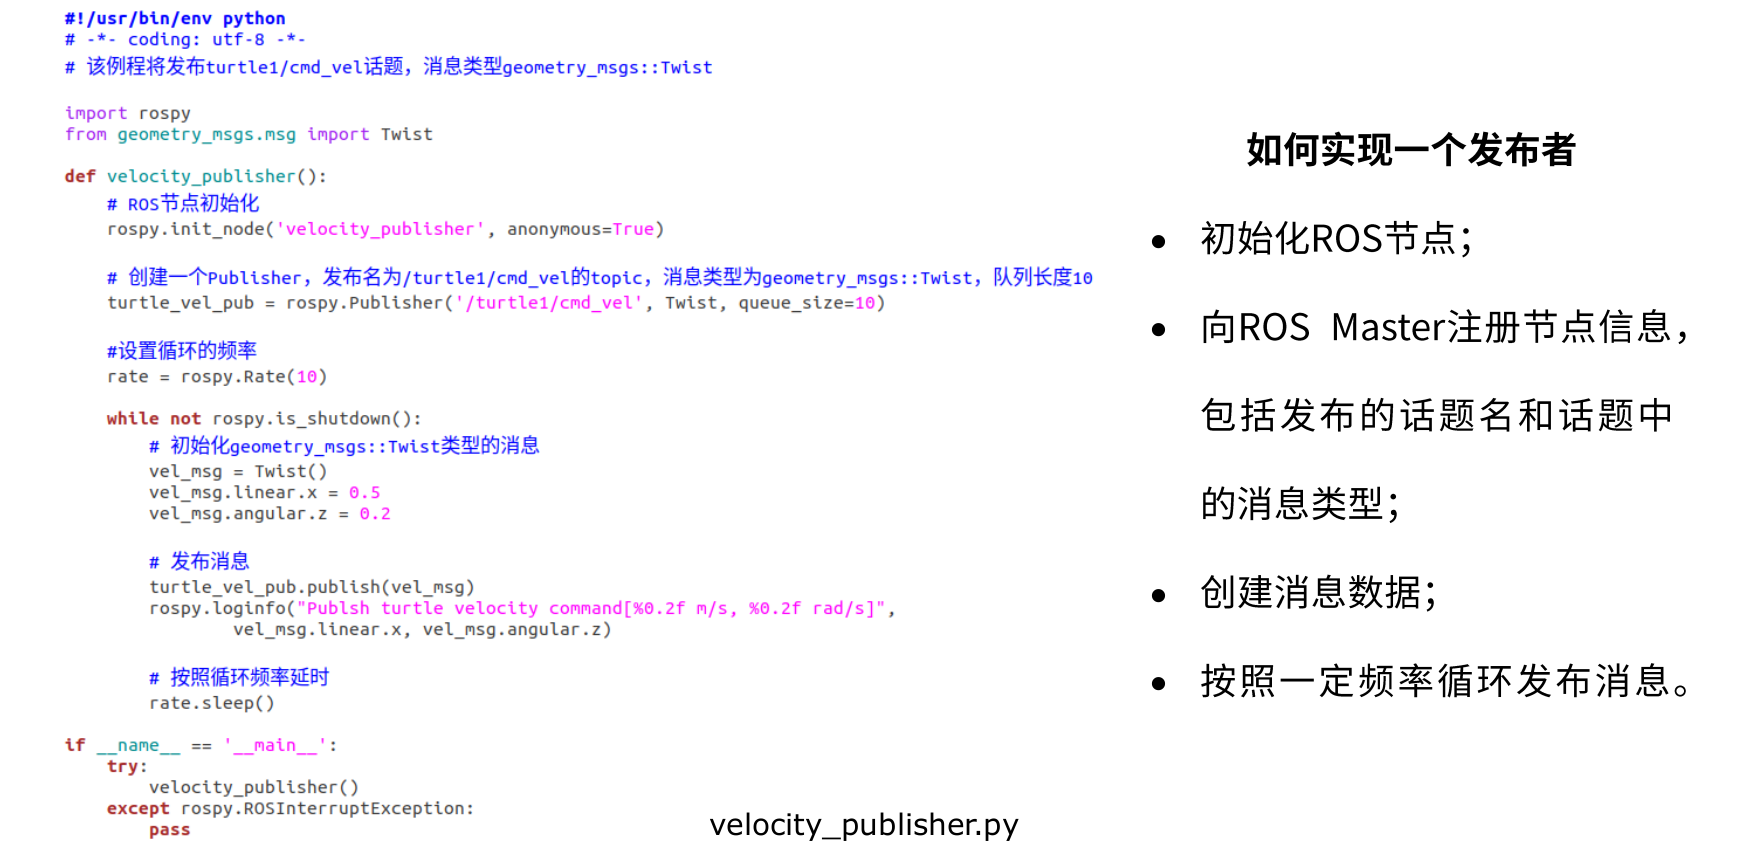 #!/usr/bin/env python
# -*- coding: utf-8 -*-
# 该例程将发布turtle1/cmd_vel话题，消息类型geometry_msgs::Twist
import rospy
from geometry_msgs.msg import Twist
def velocity_publisher():
# ROS节点初始化
rospy.init_node('velocity_publisher', anonymous=True)
# 创建一个Publisher，发布名为/turtle1/cmd_vel的topic，消息类型为geometry_msgs::Twist，队列长度10
turtle_vel_pub = rospy.Publisher('/turtle1/cmd_vel', Twist, queue_size=10)
#设置循环的频率
rate = rospy.Rate(10)
while not rospy.is_shutdown():
# 初始化geometry_msgs::Twist类型的消息
vel_msg = Twist()
vel_msg.linear.x = 0.5
vel_msg.angular.z = 0.2
# 发布消息
turtle_vel_pub.publish(vel_msg)
rospy.loginfo("Publsh turtle velocity command[%0.2f m/s, %0.2f rad/s]",
vel_msg.linear.x, vel_msg.angular.z)
# 按照循环频率延时
rate.sleep()
if __name__ == '__main__':
try:
velocity_publisher()
except rospy.ROSInterruptException:
pass
velocity_publisher.py
如何实现一个发布者
● 初始化ROS节点；
● 向ROS Master注册节点信息，
包括发布的话题名和话题中
的消息类型；
● 创建消息数据；
● 按照一定频率循环发布消息。